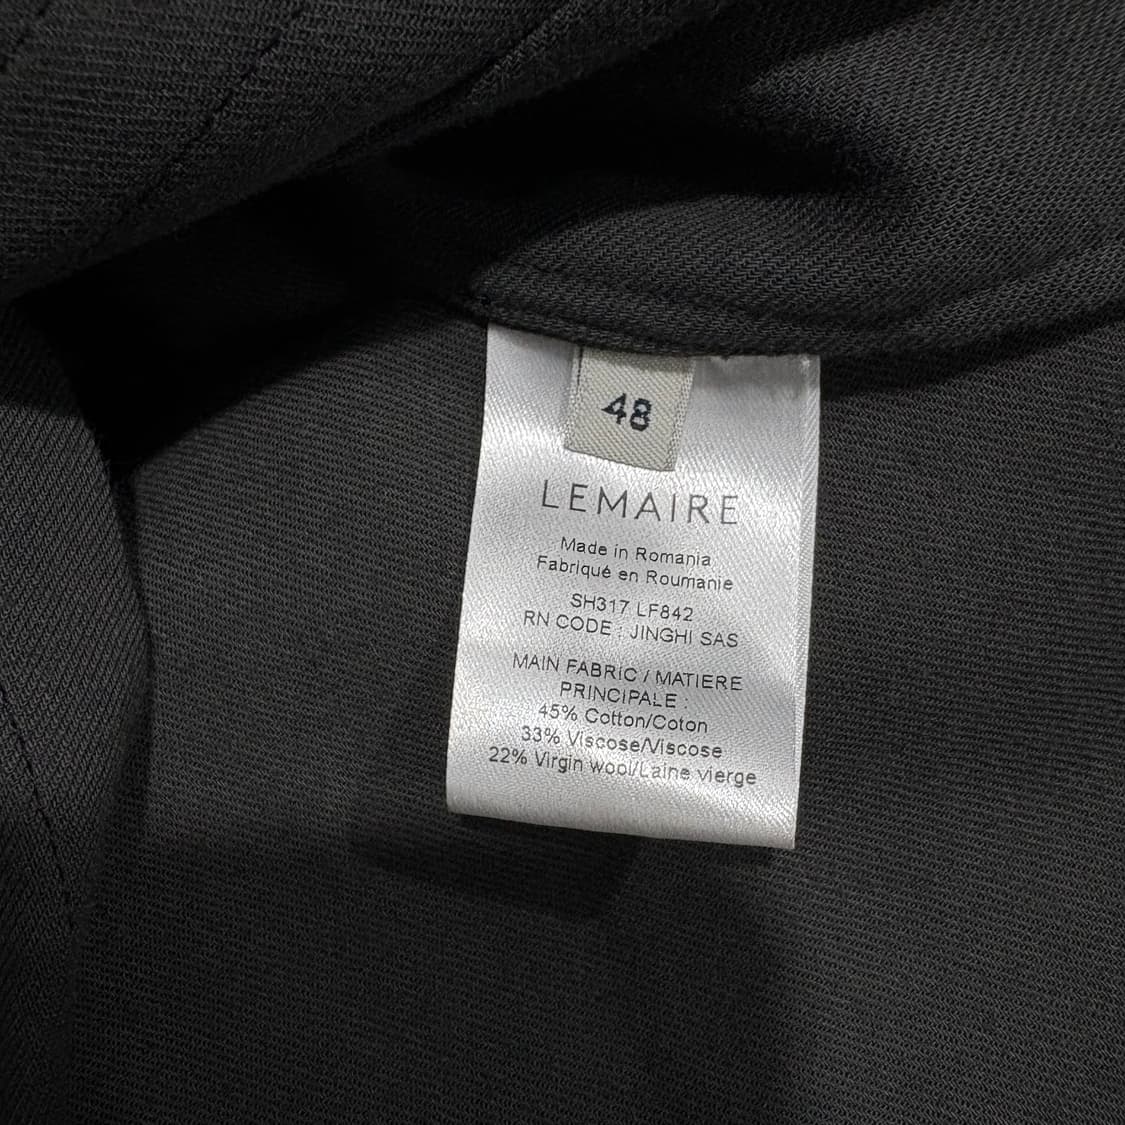 48
LEMAIRE
Made in Romania
Fabriqué en Roumanie
SH317 LF842
RN CODE : JINGHI SAS
MAIN FABRIC / MATIERE
PRINCIPALE :
45% Cotton/Coton
33% Viscose/Viscose
22% Virgin wool/Laine vierge